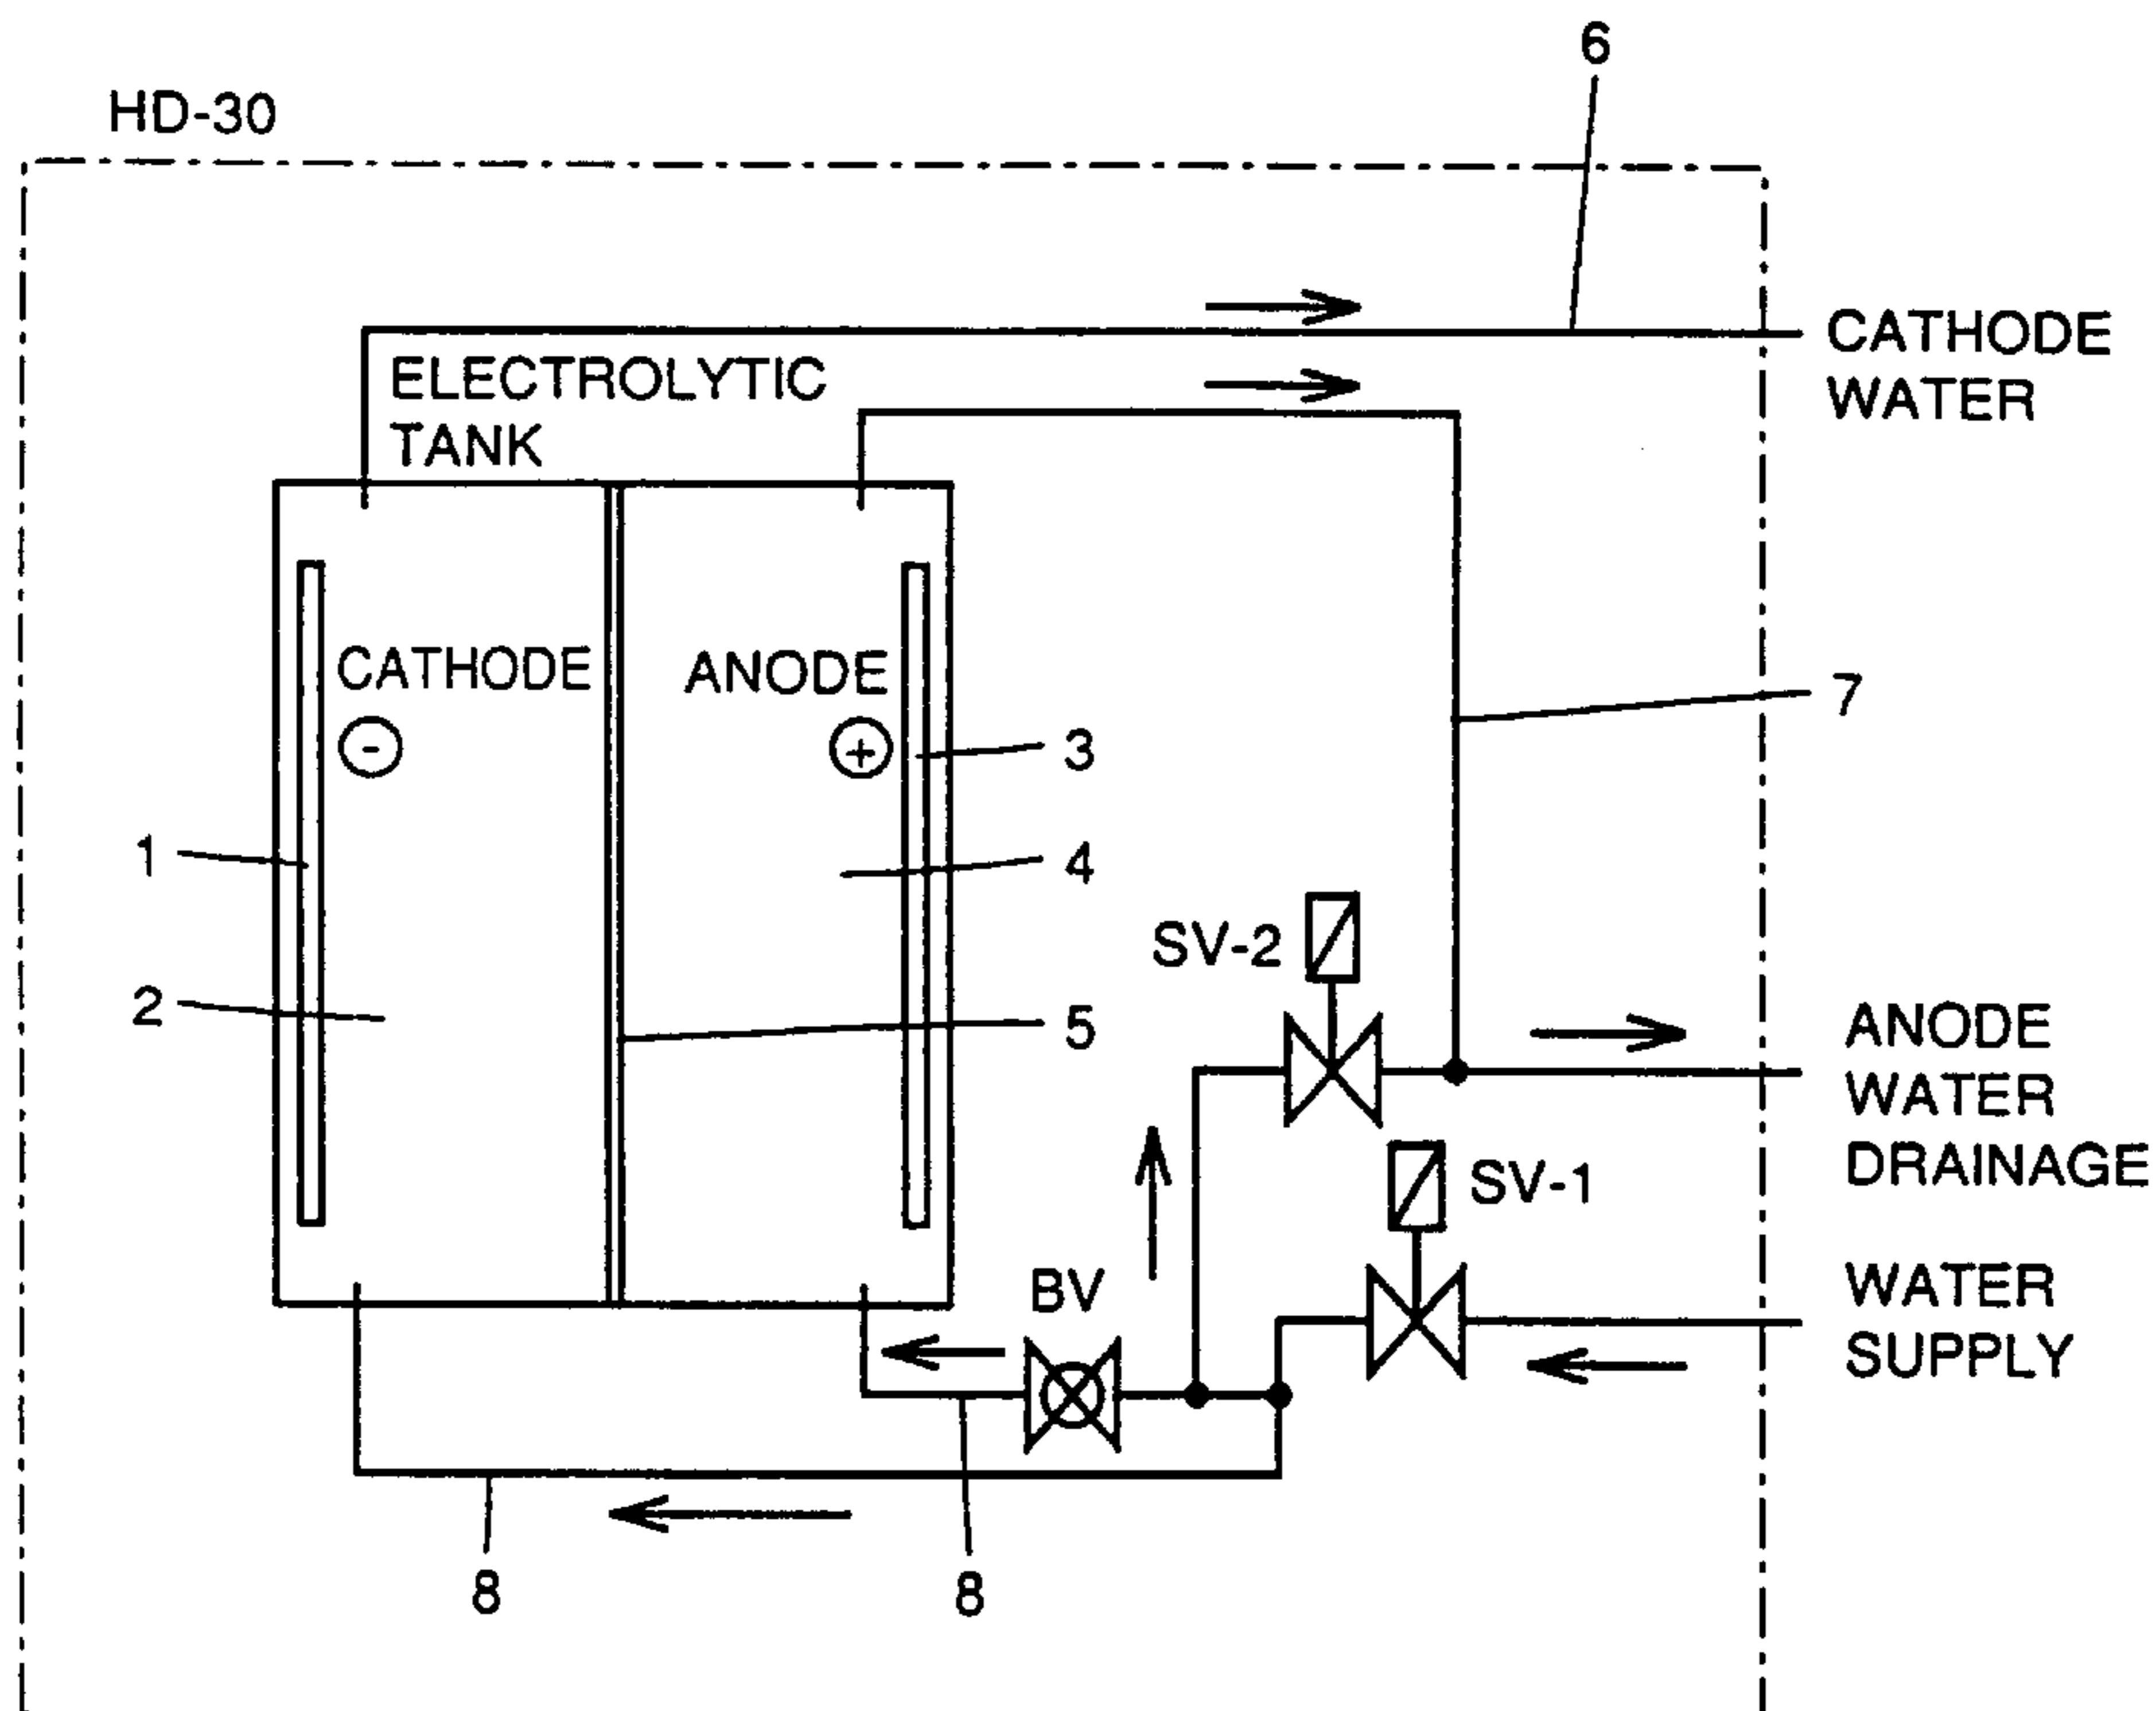 6
HD-30
CATHODE
WATER
ELECTROLYTIC
TANK
CATHODE
ANODE
-
+
7
3
1
4
SV-2
2
5
ANODE
WATER
DRAINAGE
SV-1
BV
WATER
SUPPLY
8
8